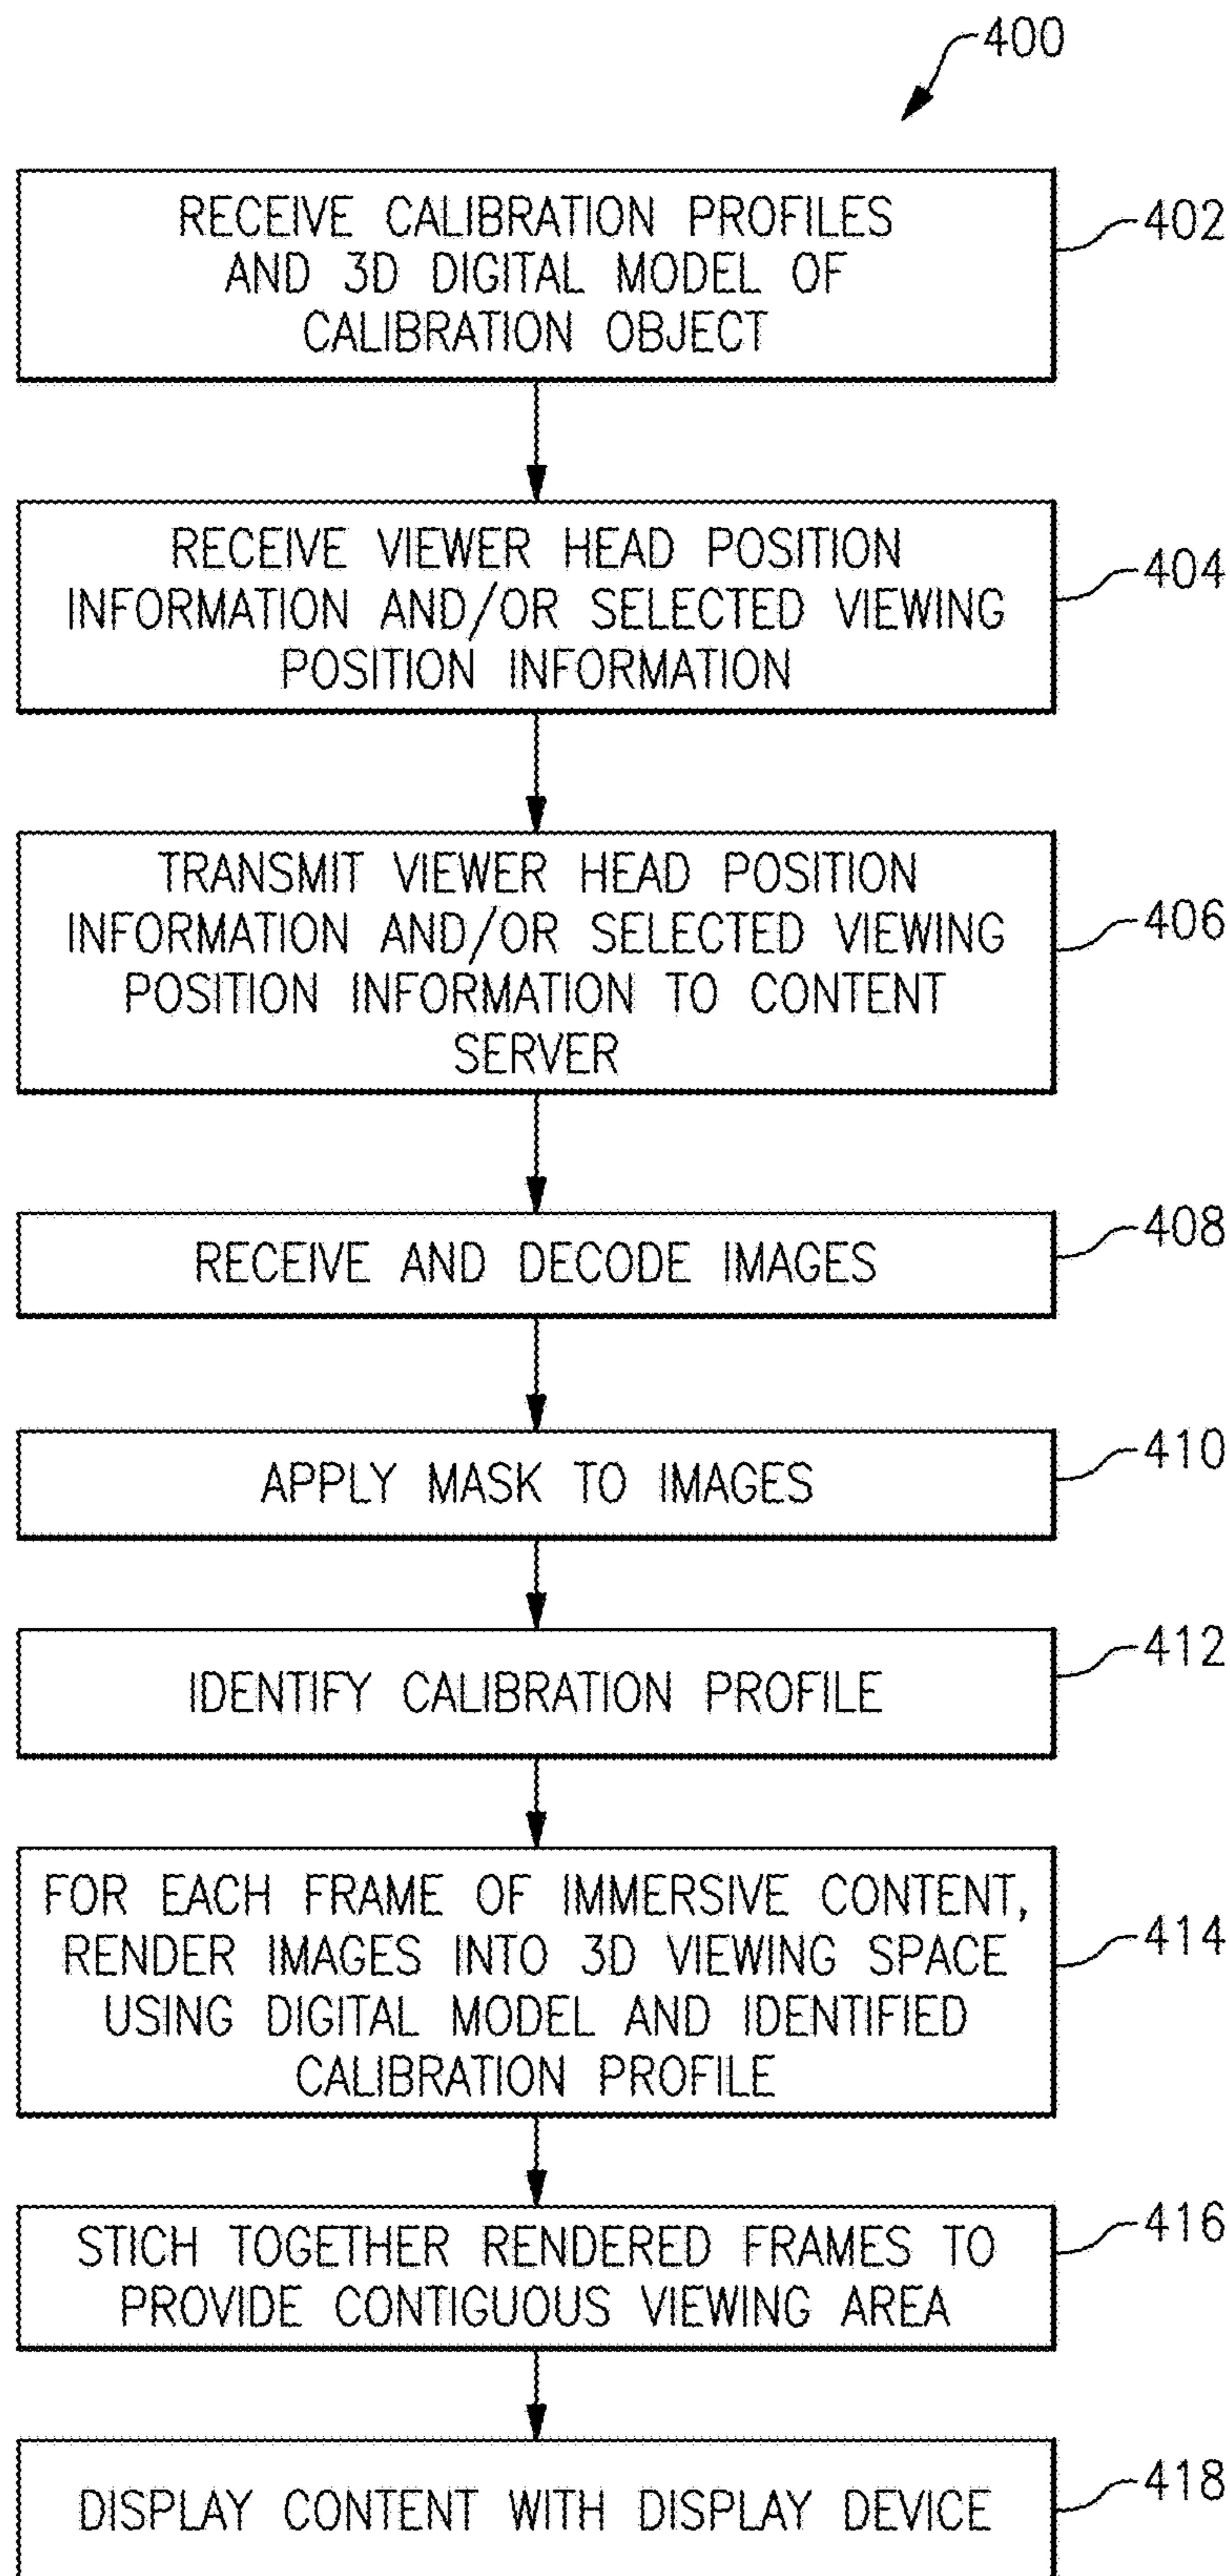 400
RECEIVE CALIBRATION PROFILES
AND 3D DIGITAL MODEL OF
CALIBRATION OBJECT
402
RECEIVE VIEWER HEAD POSITION
INFORMATION AND/OR SELECTED VIEWING
POSITION INFORMATION
404
TRANSMIT VIEWER HEAD POSITION
INFORMATION AND/OR SELECTED VIEWING
POSITION INFORMATION TO CONTENT
SERVER
406
RECEIVE AND DECODE IMAGES
408
APPLY MASK TO IMAGES
410
IDENTIFY CALIBRATION PROFILE
412
FOR EACH FRAME OF IMMERSIVE CONTENT,
RENDER IMAGES INTO 3D VIEWING SPACE
USING DIGITAL MODEL AND IDENTIFIED
CALIBRATION PROFILE
414
STICH TOGETHER RENDERED FRAMES TO
PROVIDE CONTIGUOUS VIEWING AREA
416
DISPLAY CONTENT WITH DISPLAY DEVICE
418